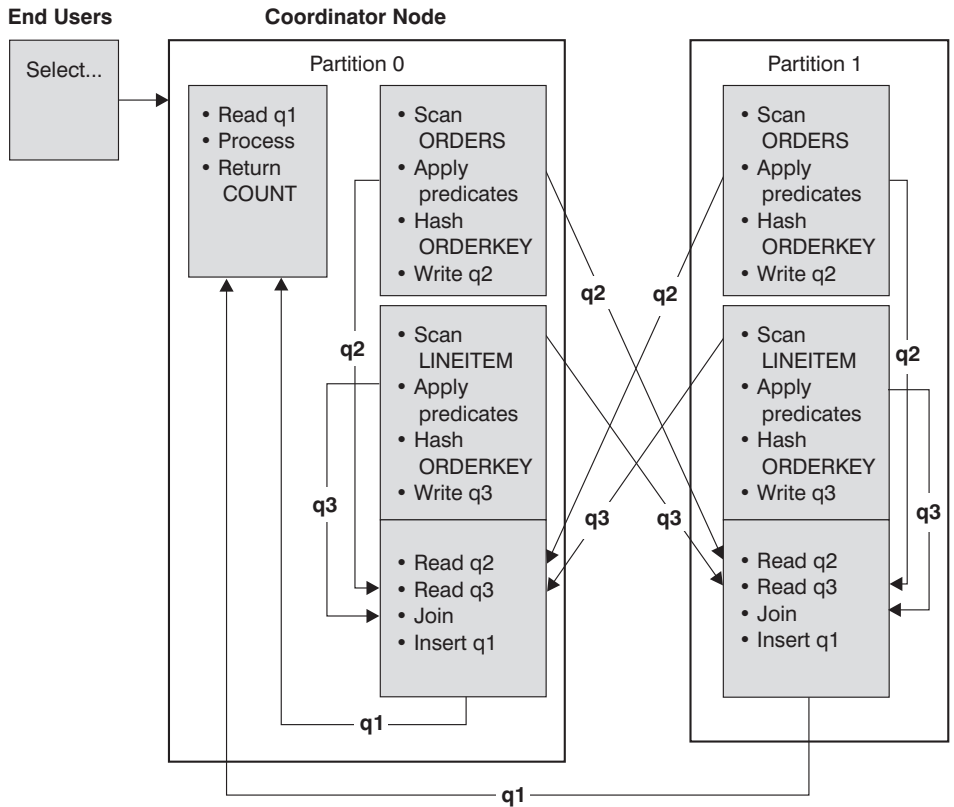 End Users
Coordinator Node
Select...
Partition 0
• Read q1
• Process
• Return
COUNT
• Scan
ORDERS
• Apply
predicates
• Hash
ORDERKEY
• Write q2
• Scan
LINEITEM
• Apply
predicates
• Hash
ORDERKEY
• Write q3
• Read q2
• Read q3
• Join
• Insert q1
q2
q3
q1
q2
q2
q3
q3
Partition 1
• Scan
ORDERS
• Apply
predicates
• Hash
ORDERKEY
• Write q2
• Scan
LINEITEM
• Apply
predicates
• Hash
ORDERKEY
• Write q3
• Read q2
• Read q3
• Join
• Insert q1
q2
q3
q1